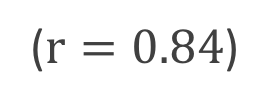 (r = 0.84)